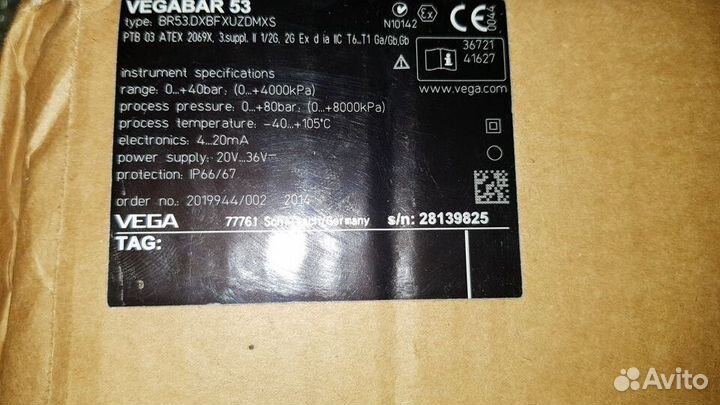 VEGABAR 53
type: BR53.DXBFXUZDMXS
PTB 03 ATEX 2069X, 3.suppl. II 1/2G, 2G Ex d ia IIC T6...T1 Ga/Gb,Gb
N10142
0044
36721
41627
www.vega.com
instrument specifications
range: 0...+40bar; (0...+4000kPa)
process pressure: 0...+80bar; (0...+8000kPa)
process temperature: -40...+105°C
electronics: 4...20mA
power supply: 20V...36V
protection: IP66/67
order no.: 2019944/002 2014
VEGA 77761 Schiltach/Germany s/n: 28139825
TAG:
Avito